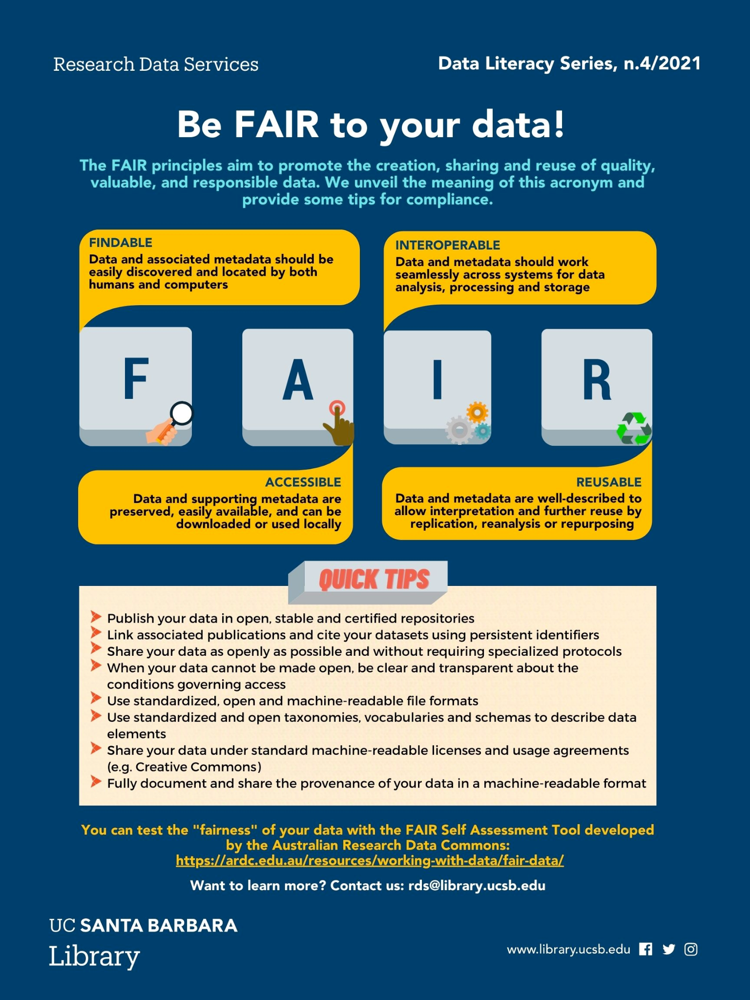 Research Data Services
Data Literacy Series, n.4/2021
Be FAIR to your data!
The FAIR principles aim to promote the creation, sharing and reuse of quality,
valuable, and responsible data. We unveil the meaning of this acronym and
provide some tips for compliance.
FINDABLE
Data and associated metadata should be
easily discovered and located by both
humans and computers
INTEROPERABLE
Data and metadata should work
seamlessly across systems for data
analysis, processing and storage
F
A
I
R
ACCESSIBLE
Data and supporting metadata are
preserved, easily available, and can be
downloaded or used locally
REUSABLE
Data and metadata are well-described to
allow interpretation and further reuse by
replication, reanalysis or repurposing
QUICK TIPS
Publish your data in open, stable and certified repositories
Link associated publications and cite your datasets using persistent identifiers
Share your data as openly as possible and without requiring specialized protocols
When your data cannot be made open, be clear and transparent about the
conditions governing access
Use standardized, open and machine-readable file formats
Use standardized and open taxonomies, vocabularies and schemas to describe data
elements
Share your data under standard machine-readable licenses and usage agreements
(e.g. Creative Commons)
Fully document and share the provenance of your data in a machine-readable format
You can test the "fairness" of your data with the FAIR Self Assessment Tool developed
by the Australian Research Data Commons:
https://ardc.edu.au/resources/working-with-data/fair-data/
Want to learn more? Contact us: rds@library.ucsb.edu
UC SANTA BARBARA
Library
www.library.ucsb.edu